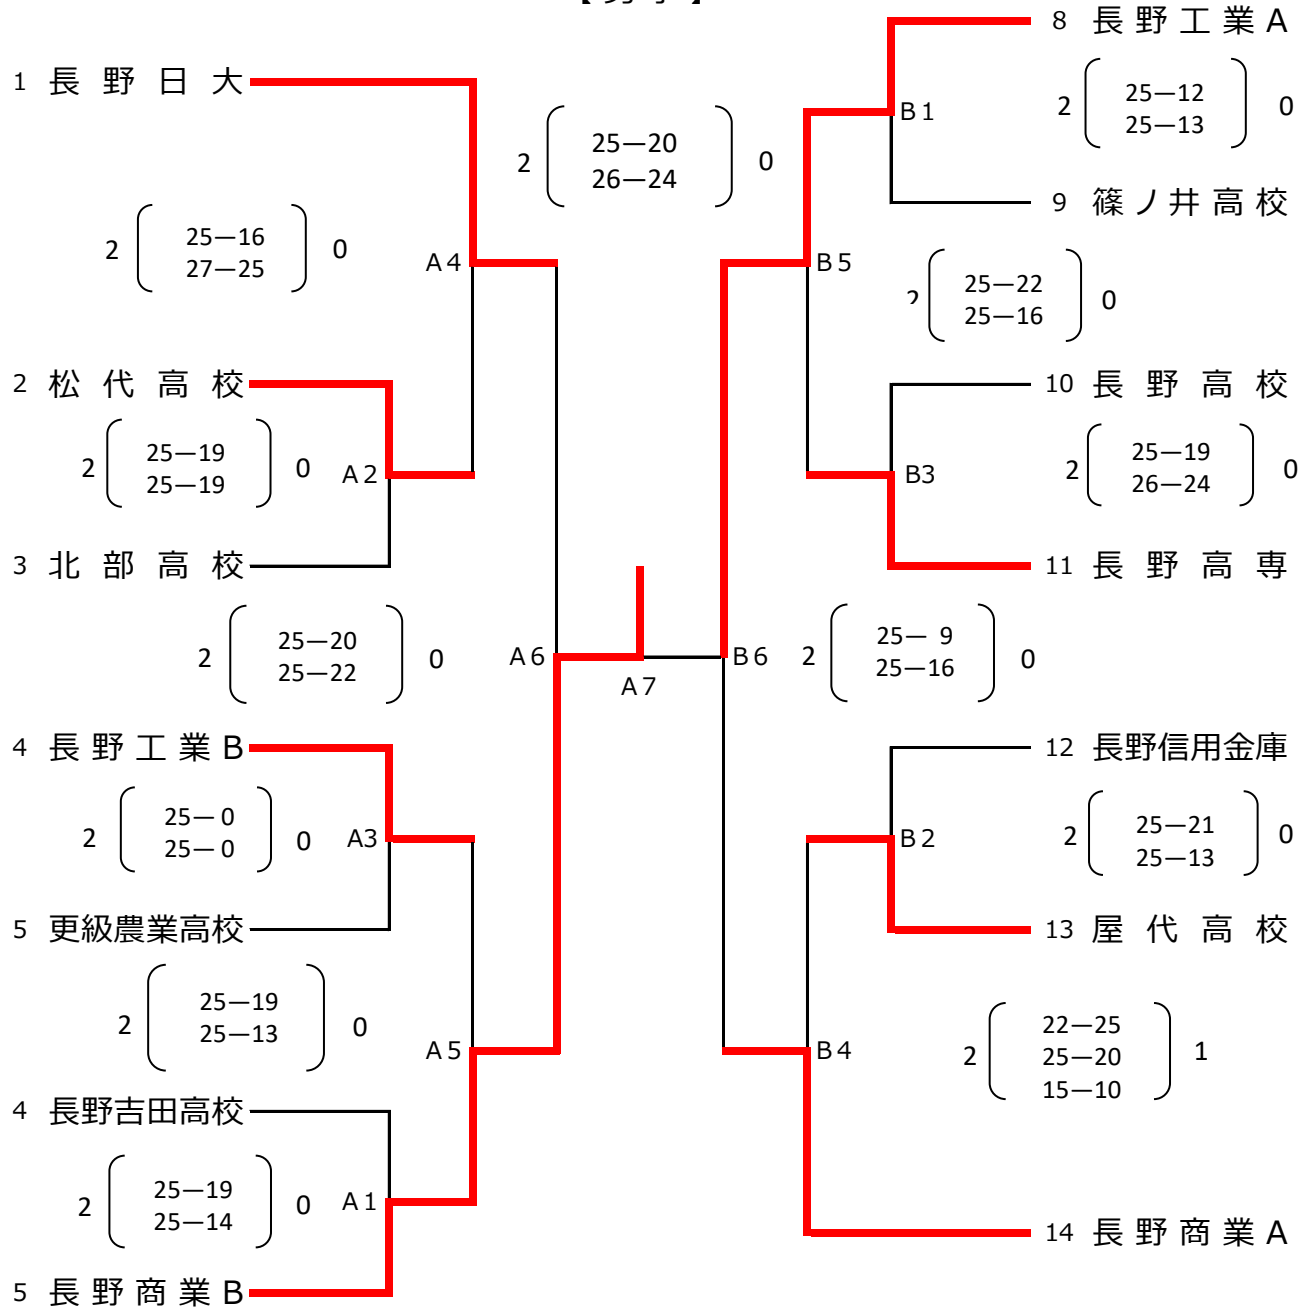 8 長野工業A
1 長野日大
2 25―20 0
26―24
B1
2 25―12 0
25―13
9 篠ノ井高校
2 25―16 0
27―25
A4
B5
25―22 0
25―16
2 松代高校
10 長野高校
2 25―19 0
25―19
A2
B3
2 25―19 0
26―24
3 北部高校
11 長野高専
2 25―20 0
25―22
A6
A7
B6
2 25― 9 0
25―16
4 長野工業B
12 長野信用金庫
2 25― 0 0
25― 0
A3
B2
2 25―21 0
25―13
5 更級農業高校
13 屋代高校
2 25―19 0
25―13
A5
B4
2 22―25 1
25―20
15―10
4 長野吉田高校
2 25―19 0
25―14
A1
14 長野商業A
5 長野商業B